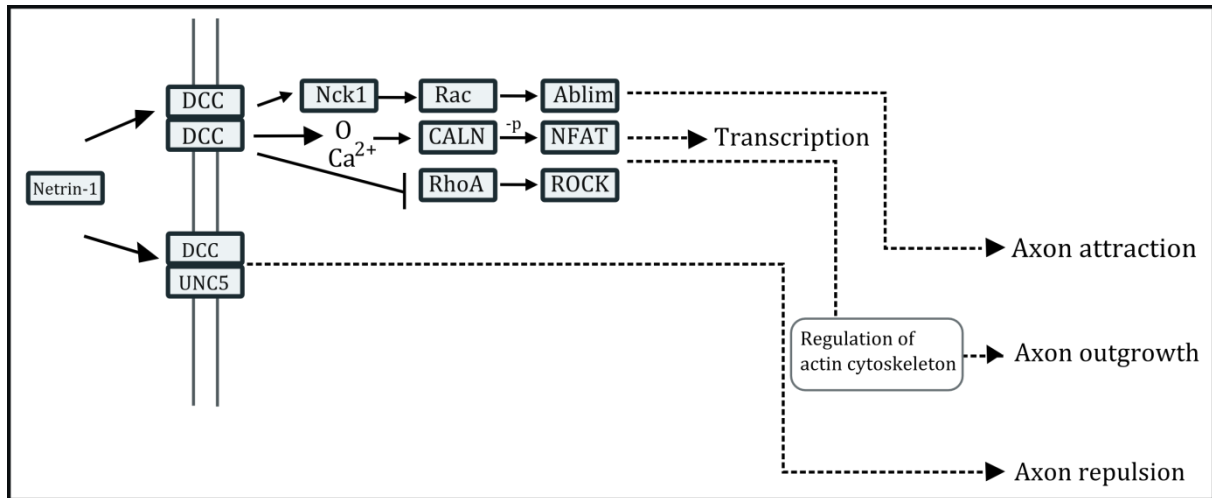 DCC
Nck1
Rac
Ablim
DCC
O
Ca²⁺
CALN
-p
NFAT
Transcription
RhoA
ROCK
Netrin-1
DCC
UNC5
Axon attraction
Regulation of
actin cytoskeleton
Axon outgrowth
Axon repulsion